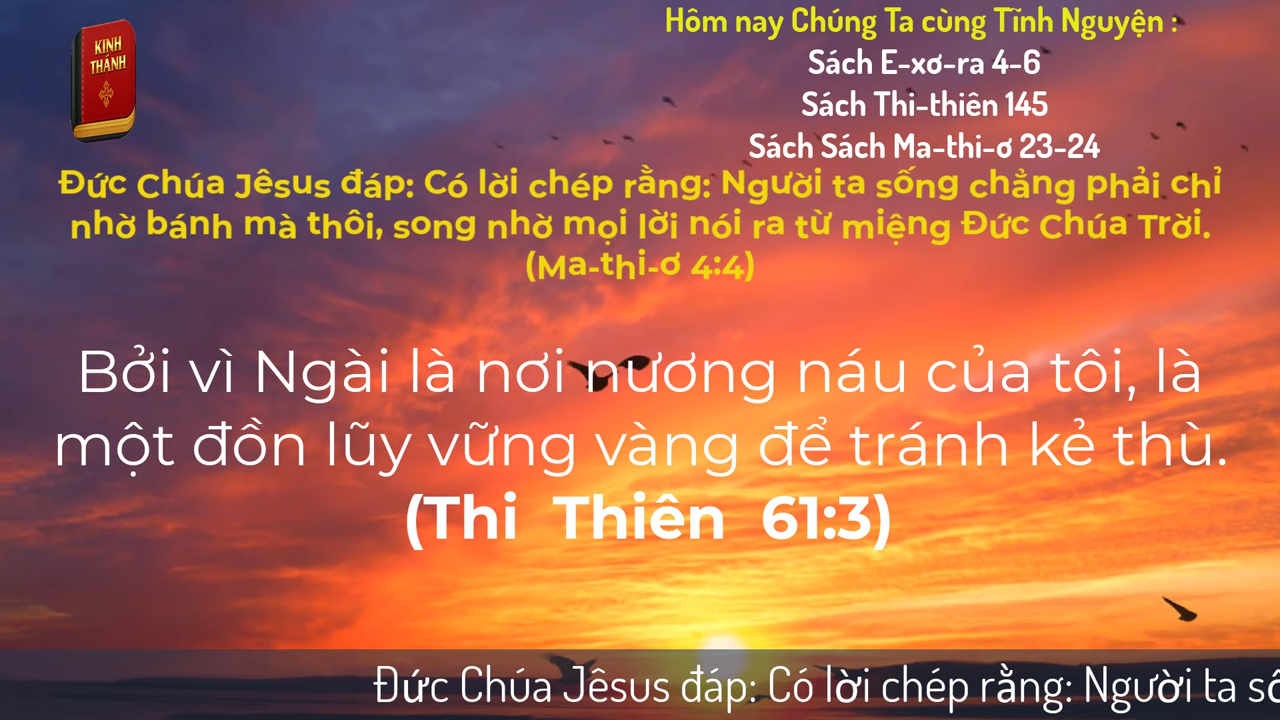 KINH
THÁNH
Hôm nay Chúng Ta cùng Tĩnh Nguyện :
Sách E-xơ-ra 4-6
Sách Thi-thiên 145
Sách Sách Ma-thi-ơ 23-24
Đức Chúa Jêsus đáp: Có lời chép rằng: Người ta sống chẳng phải chỉ
nhờ bánh mà thôi, song nhờ mọi lời nói ra từ miệng Đức Chúa Trời.
(Ma-thi-ơ 4:4)
Bởi vì Ngài là nơi nương náu của tôi, là
một đồn lũy vững vàng để tránh kẻ thù.
(Thi Thiên 61:3)
Đức Chúa Jêsus đáp: Có lời chép rằng: Người ta